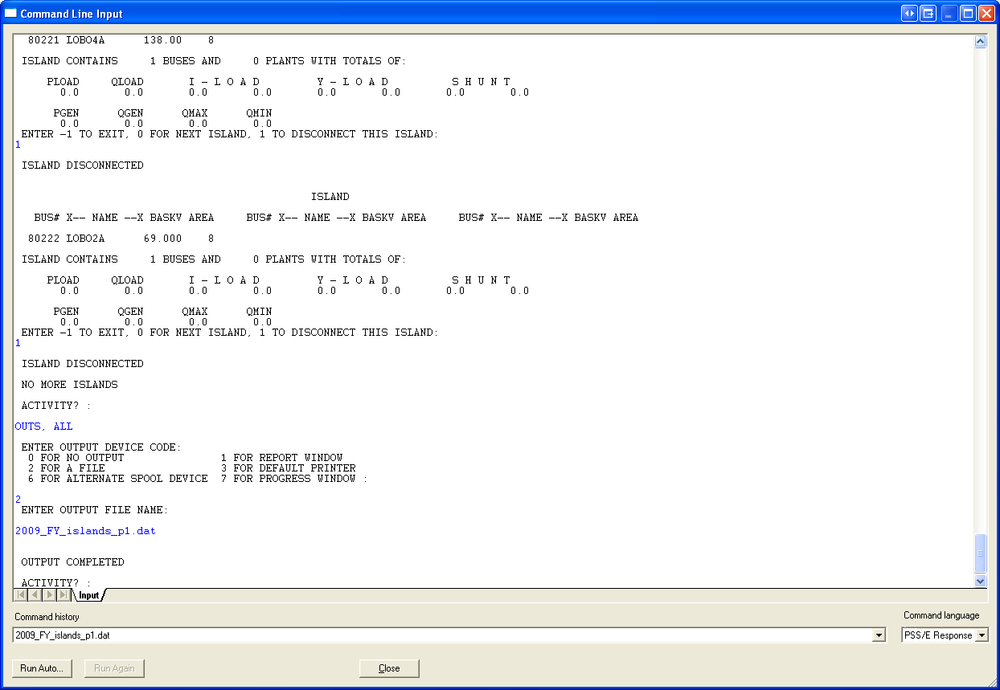 Command Line Input
80221 LOBO4A 138.00 8
ISLAND CONTAINS 1 BUSES AND 0 PLANTS WITH TOTALS OF:
PLOAD QLOAD I - L O A D Y - L O A D S H U N T
0.0 0.0 0.0 0.0 0.0 0.0 0.0 0.0
PGEN QGEN QMAX QMIN
0.0 0.0 0.0 0.0
ENTER -1 TO EXIT, 0 FOR NEXT ISLAND, 1 TO DISCONNECT THIS ISLAND:
1
ISLAND DISCONNECTED
ISLAND
BUS# X-- NAME --X BASKV AREA BUS# X-- NAME --X BASKV AREA BUS# X-- NAME --X BASKV AREA
80222 LOBO2A 69.000 8
ISLAND CONTAINS 1 BUSES AND 0 PLANTS WITH TOTALS OF:
PLOAD QLOAD I - L O A D Y - L O A D S H U N T
0.0 0.0 0.0 0.0 0.0 0.0 0.0 0.0
PGEN QGEN QMAX QMIN
0.0 0.0 0.0 0.0
ENTER -1 TO EXIT, 0 FOR NEXT ISLAND, 1 TO DISCONNECT THIS ISLAND:
1
ISLAND DISCONNECTED
NO MORE ISLANDS
ACTIVITY? :
OUTS, ALL
ENTER OUTPUT DEVICE CODE:
0 FOR NO OUTPUT 1 FOR REPORT WINDOW
2 FOR A FILE 3 FOR DEFAULT PRINTER
6 FOR ALTERNATE SPOOL DEVICE 7 FOR PROGRESS WINDOW :
2
ENTER OUTPUT FILE NAME:
2009_FY_islands_p1.dat
OUTPUT COMPLETED
ACTIVITY? :
Input
Command history
Command language
2009_FY_islands_p1.dat
PSS/E Response
Run Auto...
Run Again
Close